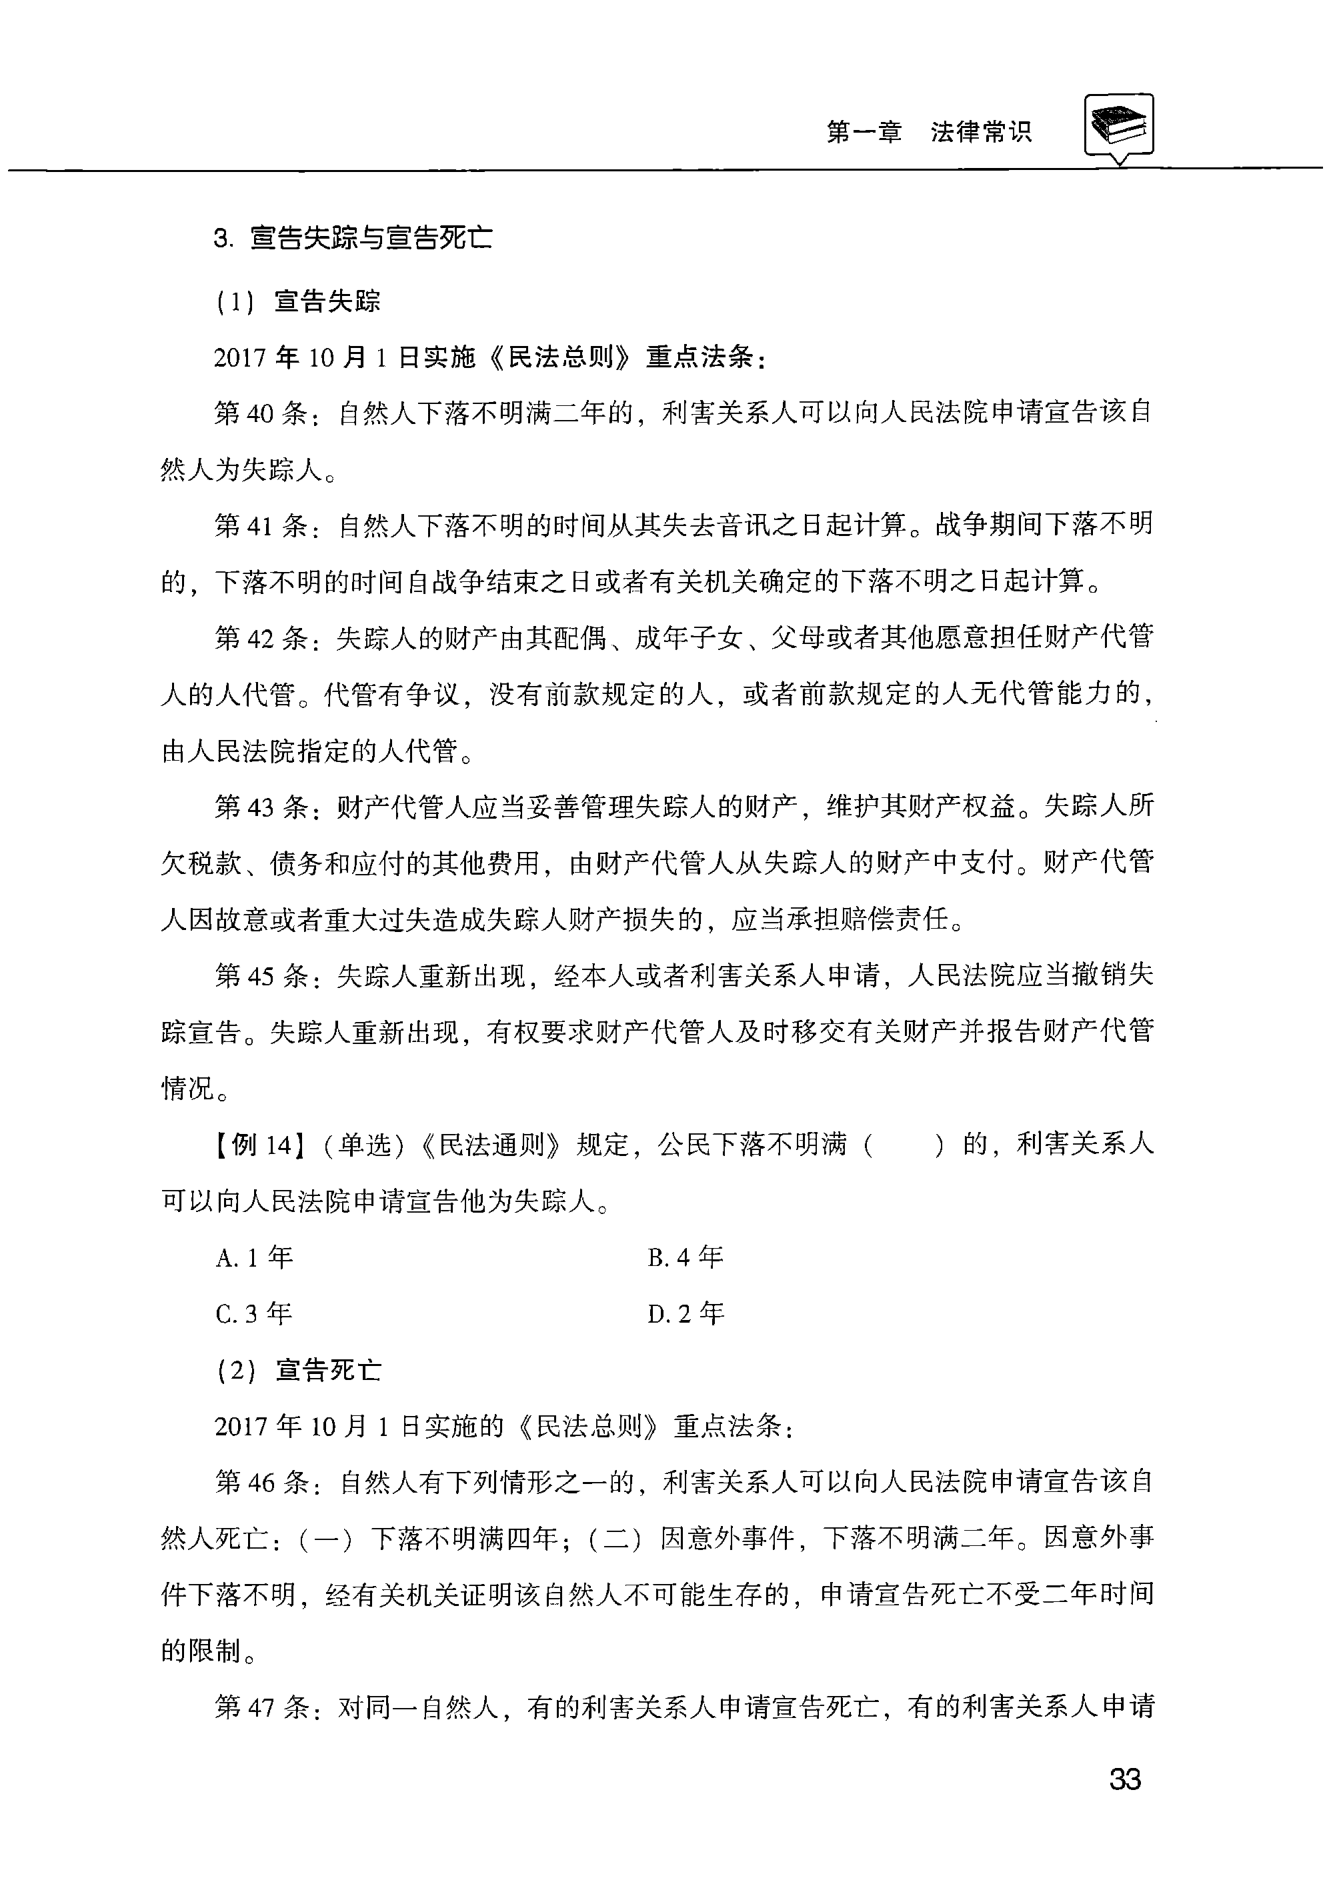 第一章 法律常识
3. 宣告失踪与宣告死亡
(1) 宣告失踪
2017 年 10 月 1 日实施《民法总则》重点法条：
第 40 条：自然人下落不明满二年的，利害关系人可以向人民法院申请宣告该自
然人为失踪人。
第 41 条：自然人下落不明的时间从其失去音讯之日起计算。战争期间下落不明
的，下落不明的时间自战争结束之日或者有关机关确定的下落不明之日起计算。
第 42 条：失踪人的财产由其配偶、成年子女、父母或者其他愿意担任财产代管
人的人代管。代管有争议，没有前款规定的人，或者前款规定的人无代管能力的，
由人民法院指定的人代管。
第 43 条：财产代管人应当妥善管理失踪人的财产，维护其财产权益。失踪人所
欠税款、债务和应付的其他费用，由财产代管人从失踪人的财产中支付。财产代管
人因故意或者重大过失造成失踪人财产损失的，应当承担赔偿责任。
第 45 条：失踪人重新出现，经本人或者利害关系人申请，人民法院应当撤销失
踪宣告。失踪人重新出现，有权要求财产代管人及时移交有关财产并报告财产代管
情况。
【例 14】(单选)《民法通则》规定，公民下落不明满（ ）的，利害关系人
可以向人民法院申请宣告他为失踪人。
A. 1 年 B. 4 年
C. 3 年 D. 2 年
(2) 宣告死亡
2017 年 10 月 1 日实施的《民法总则》重点法条：
第 46 条：自然人有下列情形之一的，利害关系人可以向人民法院申请宣告该自
然人死亡：(一) 下落不明满四年；(二) 因意外事件，下落不明满二年。因意外事
件下落不明，经有关机关证明该自然人不可能生存的，申请宣告死亡不受二年时间
的限制。
第 47 条：对同一自然人，有的利害关系人申请宣告死亡，有的利害关系人申请
33